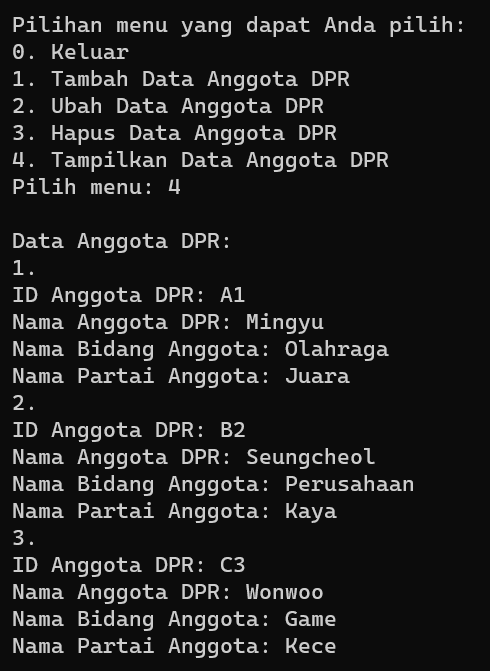 Pilihan menu yang dapat Anda pilih:
0. Keluar
1. Tambah Data Anggota DPR
2. Ubah Data Anggota DPR
3. Hapus Data Anggota DPR
4. Tampilkan Data Anggota DPR
Pilih menu: 4

Data Anggota DPR:
1.
ID Anggota DPR: A1
Nama Anggota DPR: Mingyu
Nama Bidang Anggota: Olahraga
Nama Partai Anggota: Juara
2.
ID Anggota DPR: B2
Nama Anggota DPR: Seungcheol
Nama Bidang Anggota: Perusahaan
Nama Partai Anggota: Kaya
3.
ID Anggota DPR: C3
Nama Anggota DPR: Wonwoo
Nama Bidang Anggota: Game
Nama Partai Anggota: Kece